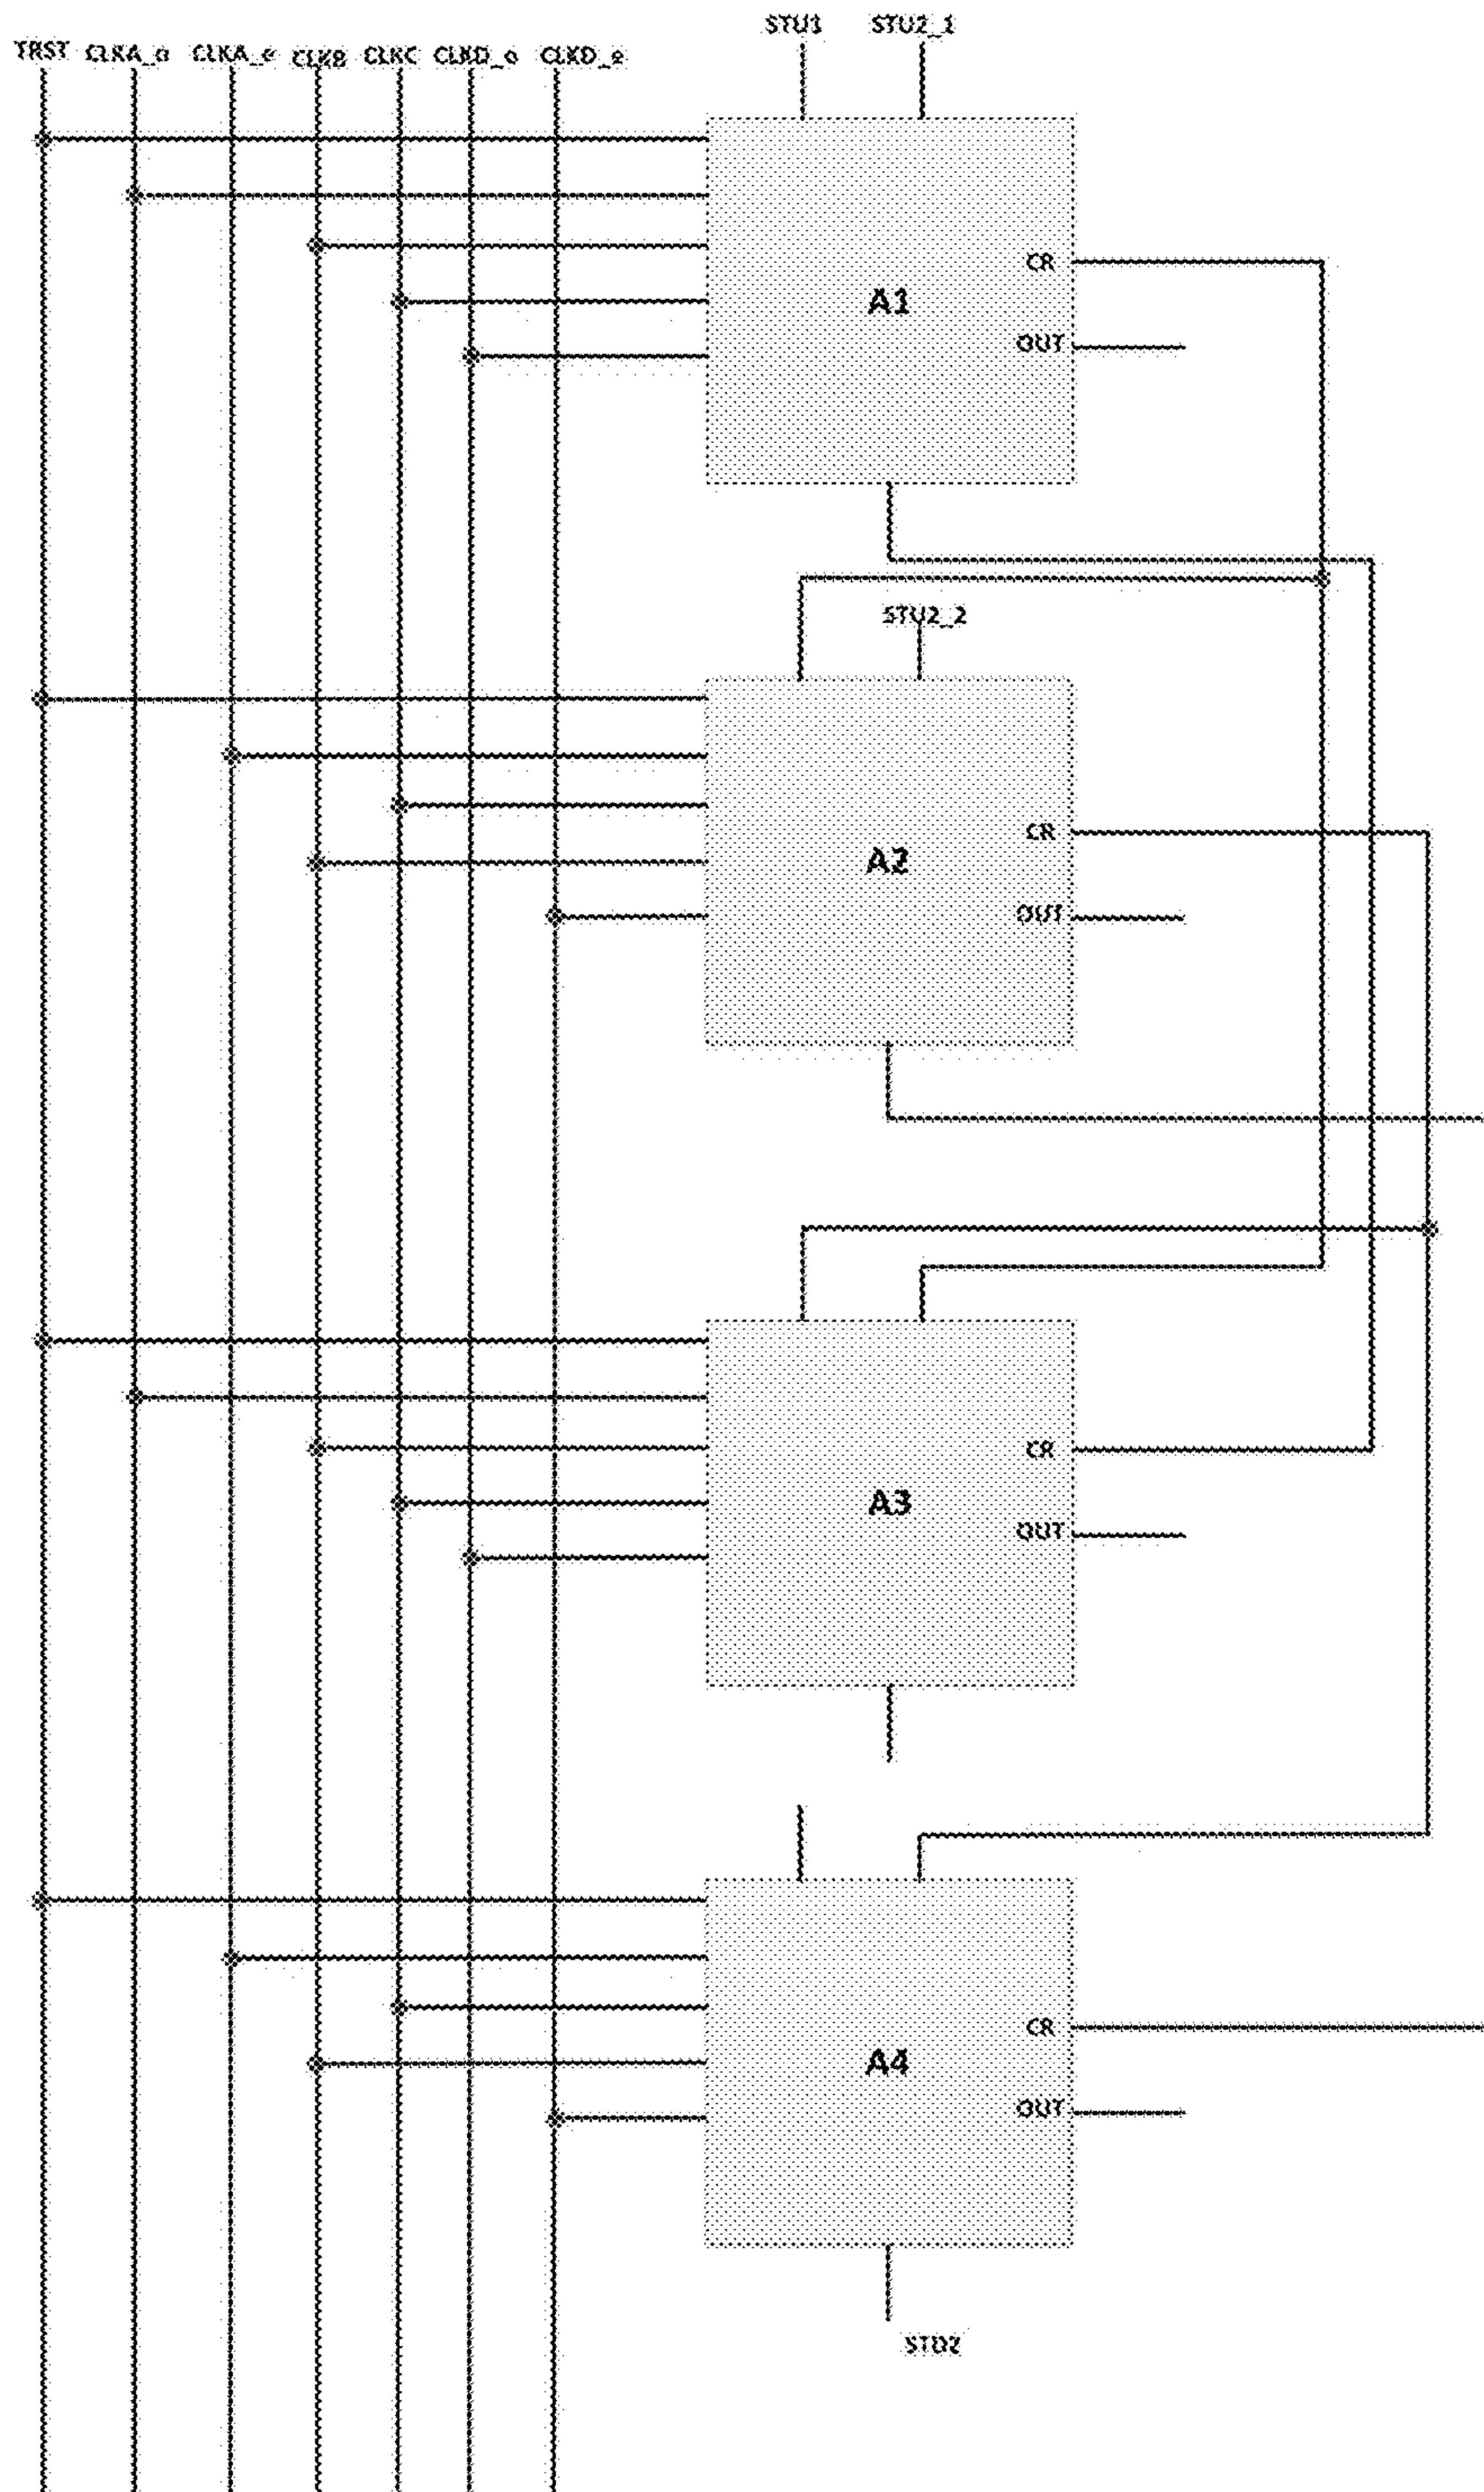 STU1 STU2_1
TRST CLKA_o CLKA_e CLKB CLKC CLKD_o CLKD_e
CR
A1
OUT
STU2_2
CR
A2
OUT
CR
A3
OUT
CR
A4
OUT
STD2